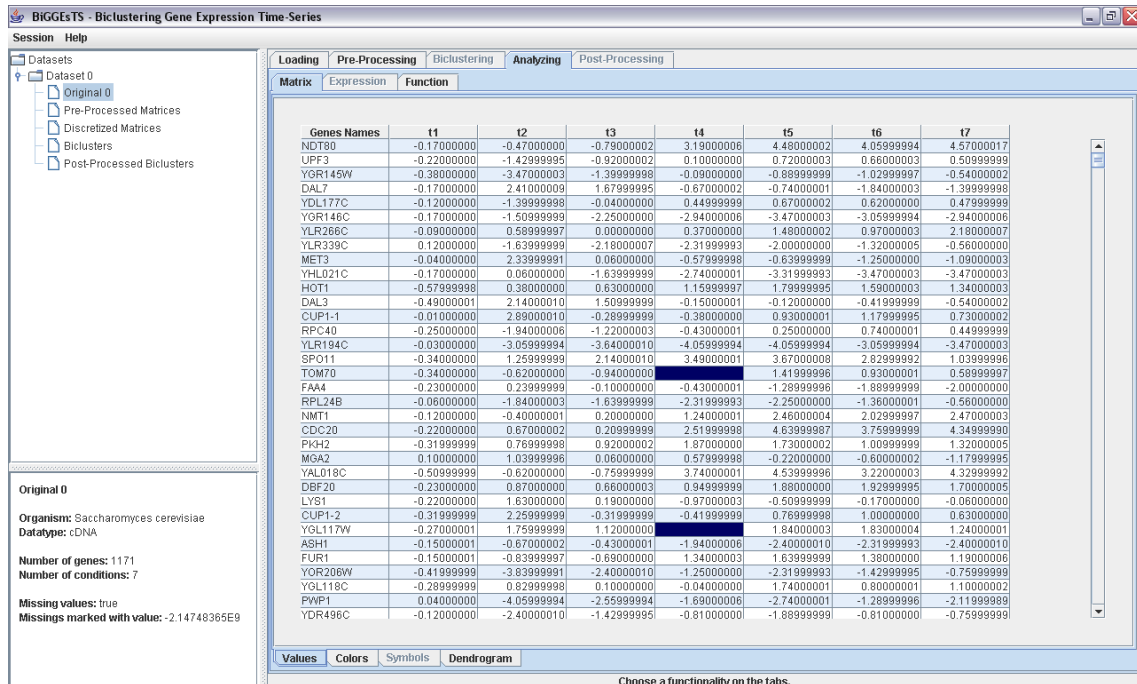 BiGGEsTS - Biclustering Gene Expression Time-Series
Session Help
Datasets
Dataset 0
Original 0
Pre-Processed Matrices
Discretized Matrices
Biclusters
Post-Processed Biclusters
Loading Pre-Processing Biclustering Analyzing Post-Processing
Matrix Expression Function
Genes Names t1 t2 t3 t4 t5 t6 t7
NDT80 -0.17000000 -0.47000000 -0.79000002 3.19000006 4.48000002 4.05999994 4.57000017
UPF3 -0.22000000 -1.42999995 -0.92000002 0.10000000 0.72000003 0.66000003 0.50999999
YGR145W -0.38000000 -3.47000003 -1.39999998 -0.09000000 -0.88999999 -1.02999997 -0.54000002
DAL7 -0.17000000 2.41000009 1.67999995 -0.67000002 -0.74000001 -1.84000003 -1.39999998
YDL177C -0.12000000 -1.39999998 -0.04000000 0.44999999 0.67000002 0.62000000 0.47999999
YGR146C -0.17000000 -1.50999999 -2.25000000 -2.94000006 -3.47000003 -3.05999994 -2.94000006
YLR266C -0.09000000 0.58999997 0.00000000 0.37000000 1.48000002 0.97000003 2.18000007
YLR339C 0.12000000 -1.63999999 -2.18000007 -2.31999993 -2.00000000 -1.32000005 -0.56000000
MET3 -0.04000000 2.33999991 0.06000000 -0.57999998 -0.63999999 -1.25000000 -1.09000003
YHL021C -0.17000000 0.06000000 -1.63999999 -2.74000001 -3.31999993 -3.47000003 -3.47000003
HOT1 -0.57999998 0.38000000 0.63000000 1.15999997 1.79999995 1.59000003 1.34000003
DAL3 -0.49000001 2.14000010 1.50999999 -0.15000001 -0.12000000 -0.41999999 -0.54000002
CUP1-1 -0.01000000 2.89000010 -0.28999999 -0.38000000 0.93000001 1.17999995 0.73000002
RPC40 -0.25000000 -1.94000006 -1.22000003 -0.43000001 0.25000000 0.74000001 0.44999999
YLR194C -0.03000000 -3.05999994 -3.64000010 -4.05999994 -4.05999994 -3.05999994 -3.47000003
SPO11 -0.34000000 1.25999999 2.14000010 3.49000001 3.67000008 2.82999992 1.03999996
TOM70 -0.34000000 -0.62000000 -0.94000000 1.41999996 0.93000001 0.58999997
FAA4 -0.23000000 0.23999999 -0.10000000 -0.43000001 -1.28999996 -1.88999999 -2.00000000
RPL24B -0.06000000 -1.84000003 -1.63999999 -2.31999993 -2.25000000 -1.36000001 -0.56000000
NMT1 -0.12000000 -0.40000001 0.20000000 1.24000001 2.46000004 2.02999997 2.47000003
CDC20 -0.22000000 0.67000002 0.20999999 2.51999998 4.63999987 3.75999999 4.34999990
PKH2 -0.31999999 0.76999998 0.92000002 1.87000000 1.73000002 1.00999999 1.32000005
MGA2 0.10000000 1.03999996 0.06000000 0.57999998 -0.22000000 -0.60000002 -1.17999995
YAL018C -0.50999999 -0.62000000 -0.75999999 3.74000001 4.53999996 3.22000003 4.32999992
DBF20 -0.23000000 0.87000000 0.66000003 0.94999999 1.88000000 1.92999995 1.70000005
LYS1 -0.22000000 1.63000000 0.19000000 -0.97000003 -0.50999999 -0.17000000 -0.06000000
CUP1-2 -0.31999999 2.25999999 -0.31999999 -0.41999999 0.76999998 1.00000000 0.63000000
YGL117W -0.27000001 1.75999999 1.12000000 1.84000003 1.83000004 1.24000001
ASH1 -0.15000001 -0.67000002 -0.43000001 -1.94000006 -2.40000010 -2.31999993 -2.40000010
FUR1 -0.15000001 -0.83999997 -0.69000000 1.34000003 1.63999999 1.38000000 1.19000006
YOR206W -0.41999999 -3.83999991 -2.40000010 -1.25000000 -2.31999993 -1.42999995 -0.75999999
YGL118C -0.28999999 0.82999998 0.10000000 -0.04000000 1.74000001 0.80000001 1.10000002
PWP1 0.04000000 -4.05999994 -2.55999994 -1.69000006 -2.74000001 -1.28999996 -2.11999989
YDR496C -0.12000000 -2.40000010 -1.42999995 -0.81000000 -1.88999999 -0.81000000 -0.75999999
Original 0
Organism: Saccharomyces cerevisiae
Datatype: cDNA
Number of genes: 1171
Number of conditions: 7
Missing values: true
Missings marked with value: -2.14748365E9
Values Colors Symbols Dendrogram
Choose a functionality on the tabs.